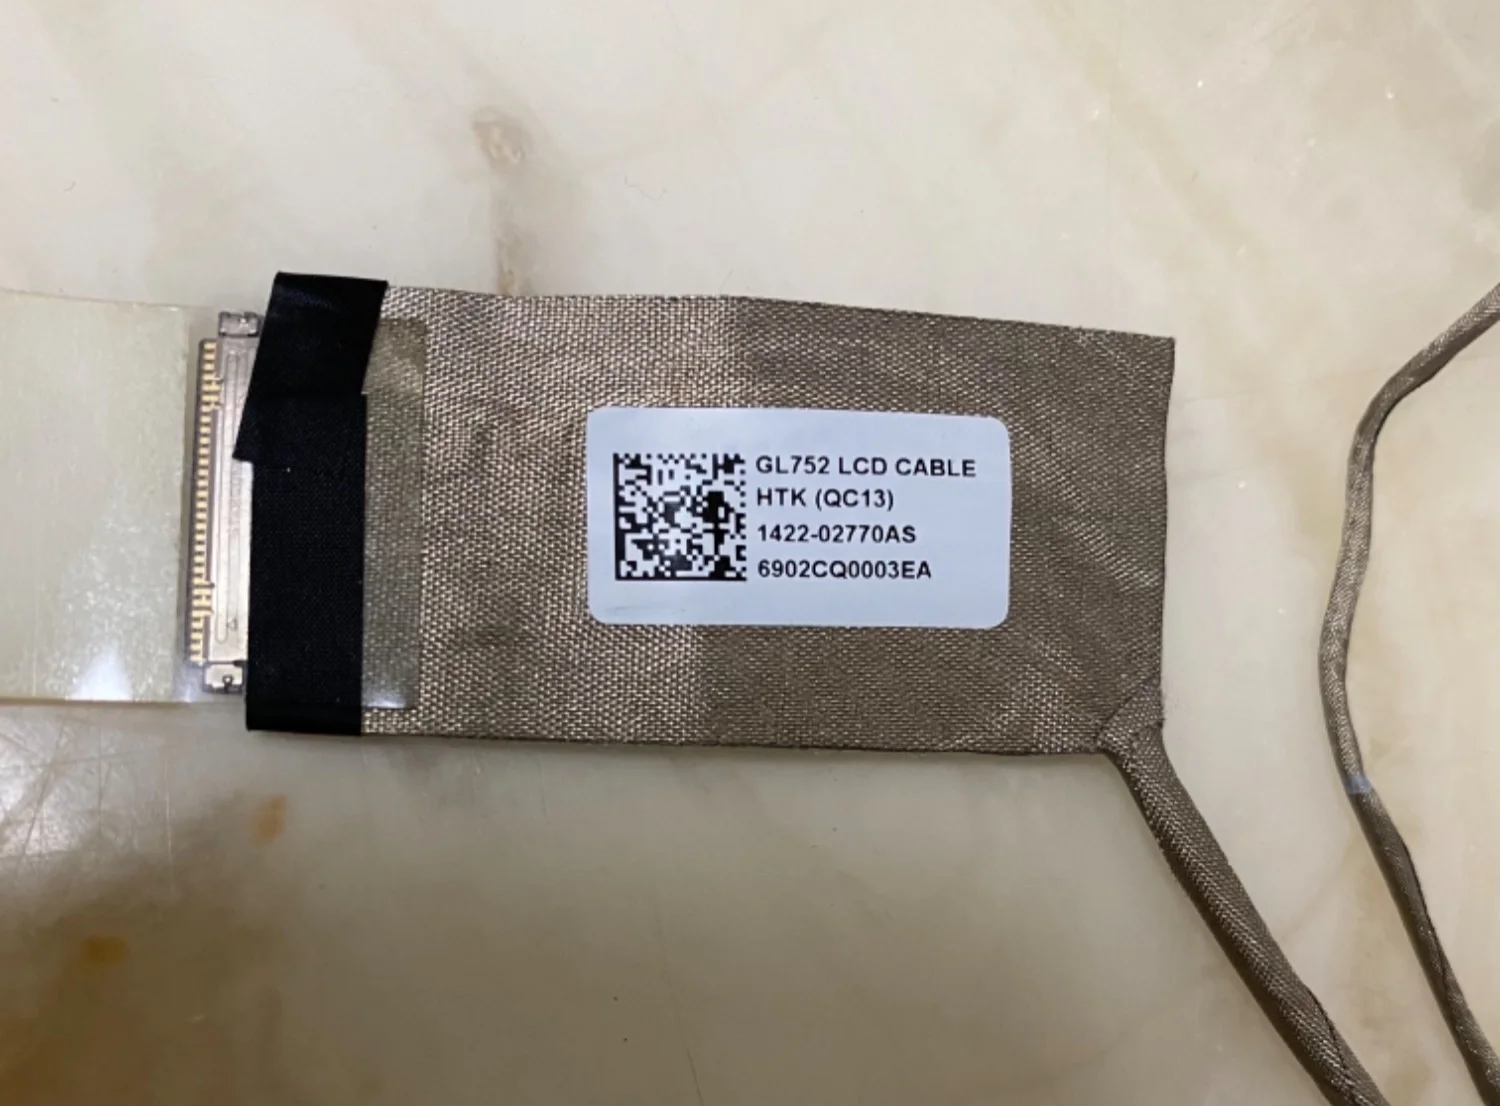 GL752 LCD CABLE
HTK (QC13)
1422-02770AS
6902CQ0003EA